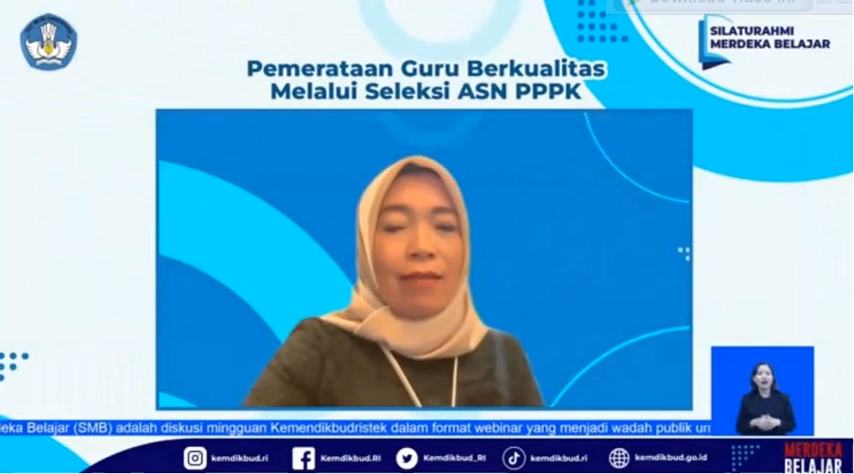 SILATURAHMI
MERDEKA BELAJAR
Pemerataan Guru Berkualitas
Melalui Seleksi ASN PPPK
deka Belajar (SMB) adalah diskusi mingguan Kemendikbudristek dalam format webinar yang menjadi wadah publik un
kemdikbud.ri
Kemdikbud.RI
Kemdikbud_RI
kemdikbud.ri
kemdikbud.go.id
MERDEKA
BELAJAR